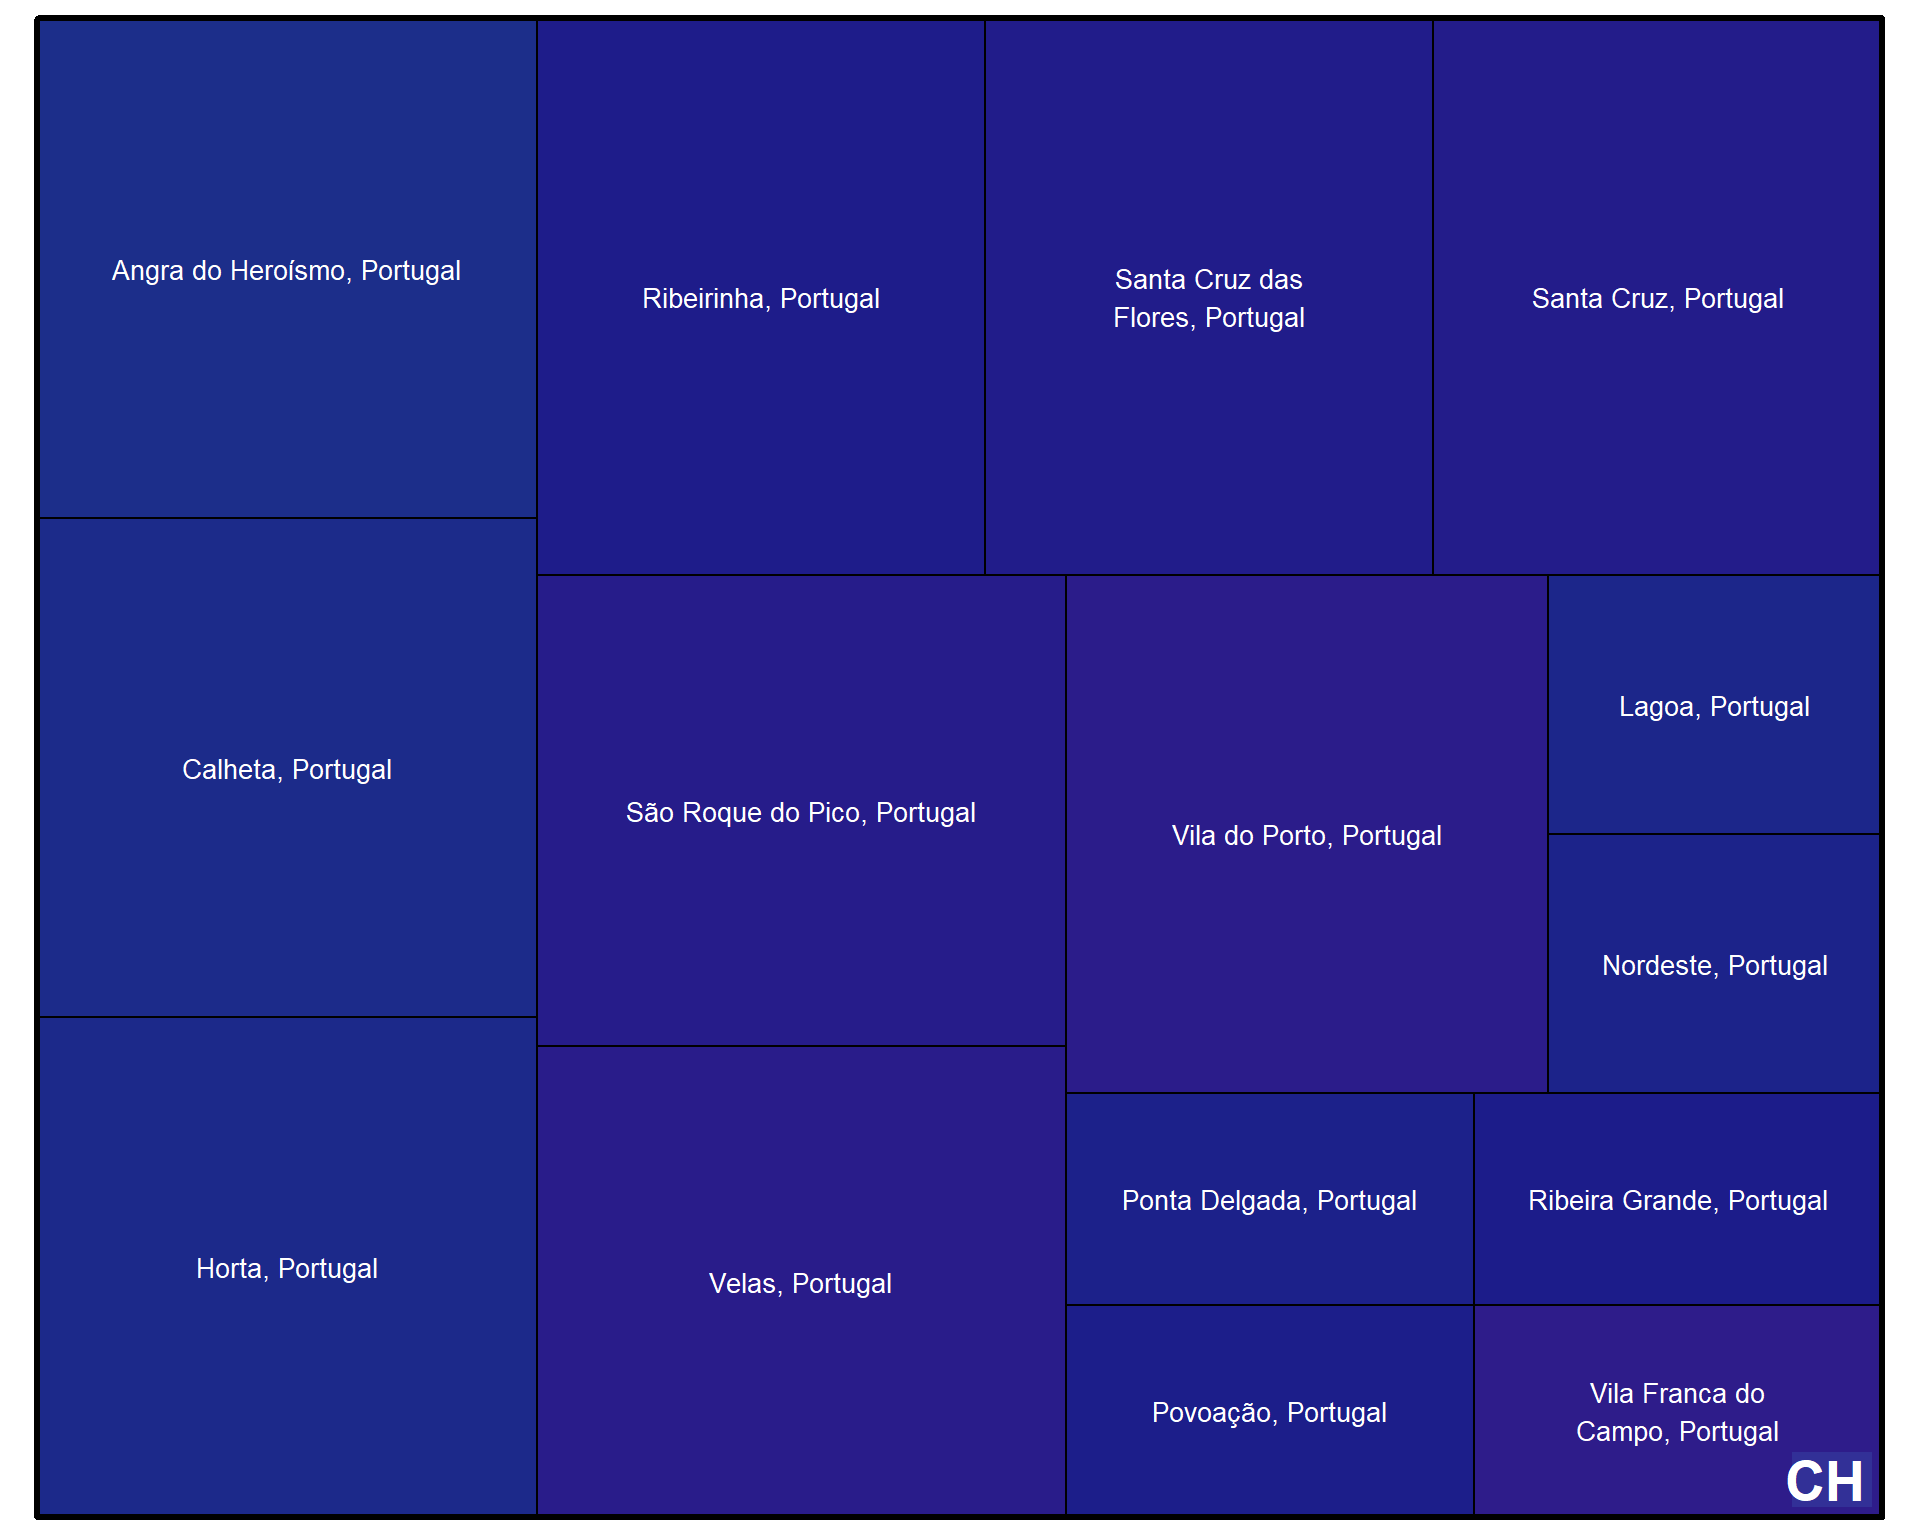 Angra do Heroísmo, Portugal
Ribeirinha, Portugal
Santa Cruz das
Flores, Portugal
Santa Cruz, Portugal
Calheta, Portugal
São Roque do Pico, Portugal
Vila do Porto, Portugal
Lagoa, Portugal
Nordeste, Portugal
Horta, Portugal
Velas, Portugal
Ponta Delgada, Portugal
Ribeira Grande, Portugal
Povoação, Portugal
Vila Franca do
Campo, Portugal
CH